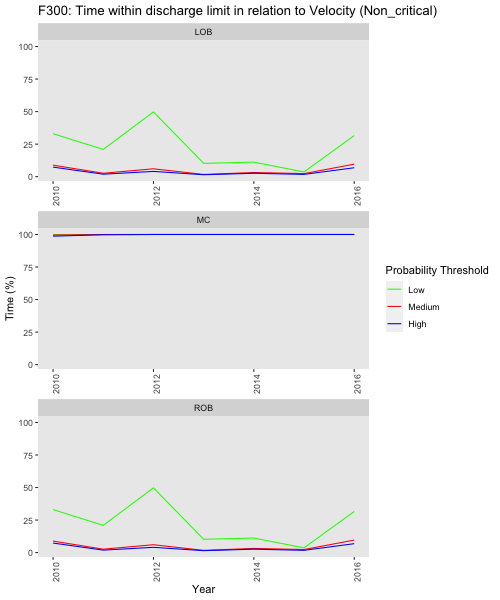 F300: Time within discharge limit in relation to Velocity (Non_critical)
LOB
100
75
50
25
0
2010
2012
2014
2016
MC
100
75
50
25
0
2010
2012
2014
2016
Time (%)
Probability Threshold
Low
Medium
High
ROB
100
75
50
25
0
2010
2012
2014
2016
Year